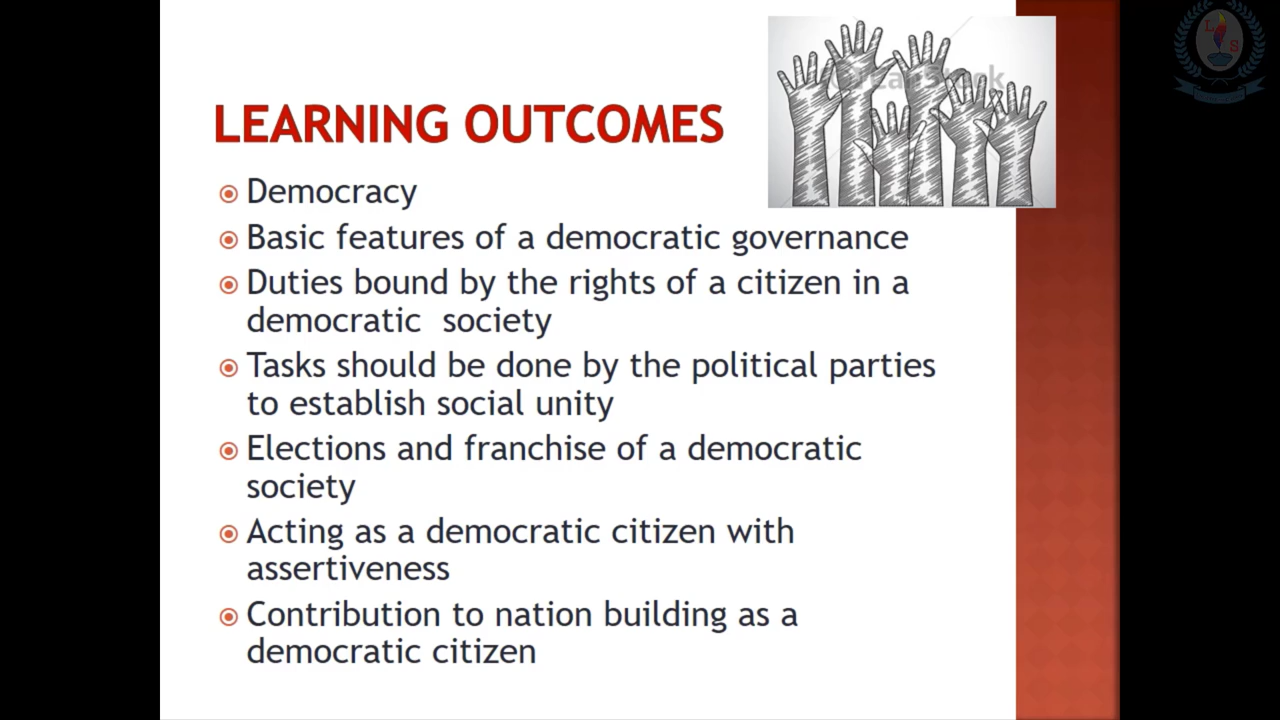 LEARNING OUTCOMES
Democracy
Basic features of a democratic governance
Duties bound by the rights of a citizen in a
democratic society
Tasks should be done by the political parties
to establish social unity
Elections and franchise of a democratic
society
Acting as a democratic citizen with
assertiveness
Contribution to nation building as a
democratic citizen
L
S